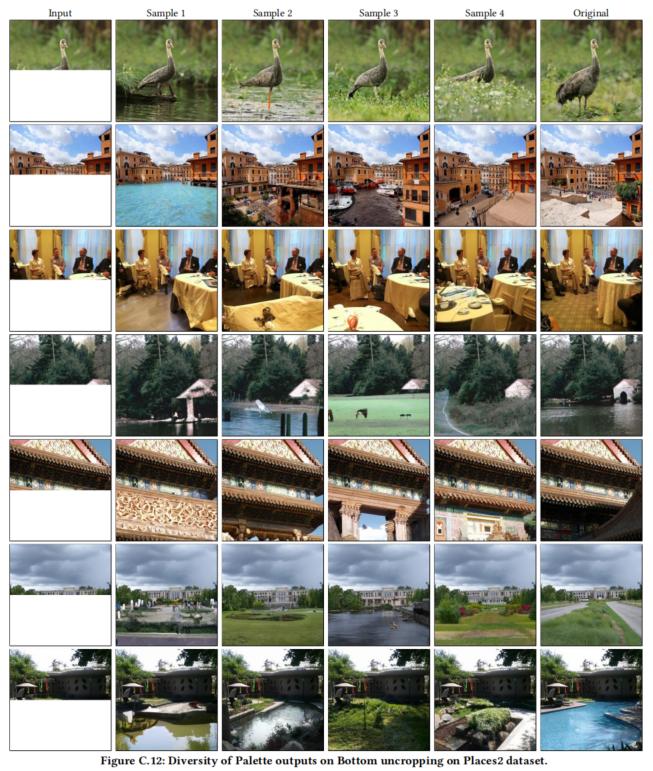 Input Sample 1 Sample 2 Sample 3 Sample 4 Original
Figure C.12: Diversity of Palette outputs on Bottom uncropping on Places2 dataset.